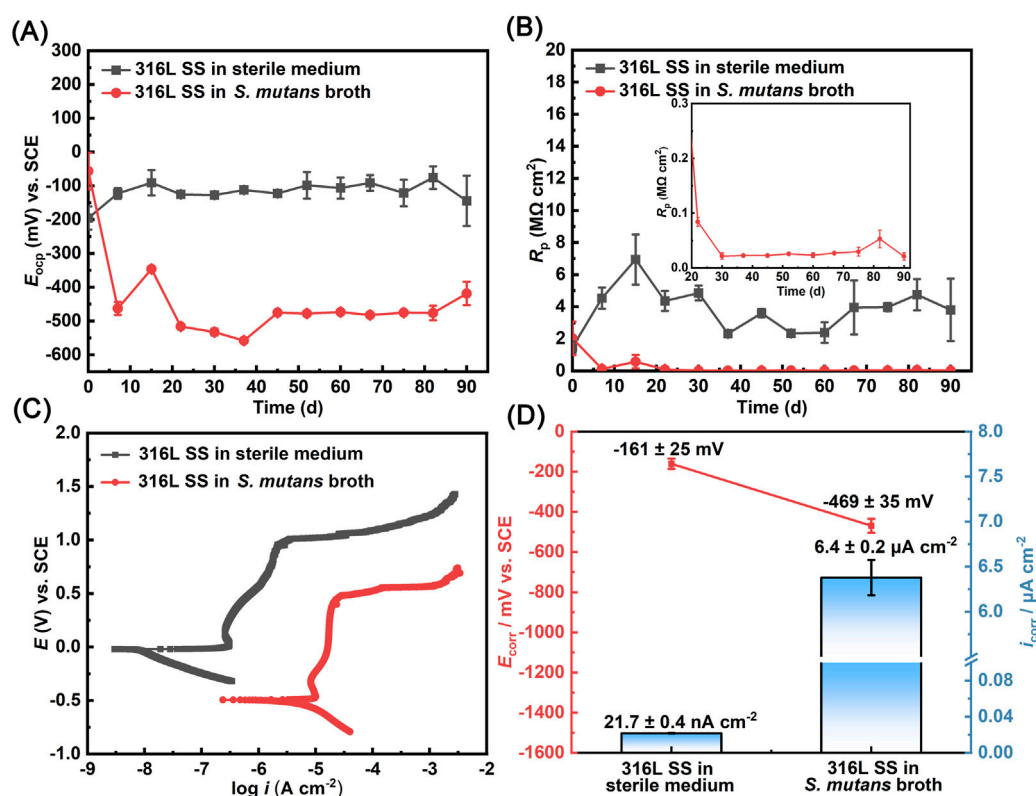 (A)
300
200
100
0
-100
-200
-300
-400
-500
-600
E_ocp (mV) vs. SCE
316L SS in sterile medium
316L SS in S. mutans broth
0 10 20 30 40 50 60 70 80 90
Time (d)
(B)
20
18
16
14
12
10
8
6
4
2
0
R_p (MΩ cm²)
316L SS in sterile medium
316L SS in S. mutans broth
0.3
0.2
0.1
0.0
R_p (MΩ cm²)
20 30 40 50 60 70 80 90
Time (d)
0 10 20 30 40 50 60 70 80 90
Time (d)
(C)
2.0
1.5
1.0
0.5
0.0
-0.5
-1.0
E (V) vs. SCE
316L SS in sterile medium
316L SS in S. mutans broth
-9 -8 -7 -6 -5 -4 -3 -2
log i (A cm⁻²)
(D)
0
-200
-400
-600
-800
-1000
-1200
-1400
-1600
E_corr / mV vs. SCE
-161 ± 25 mV
-469 ± 35 mV
6.4 ± 0.2 µA cm⁻²
21.7 ± 0.4 nA cm⁻²
8.0
7.5
7.0
6.5
6.0
0.08
0.04
0.00
i_corr / µA cm⁻²
316L SS in
sterile medium
316L SS in
S. mutans broth